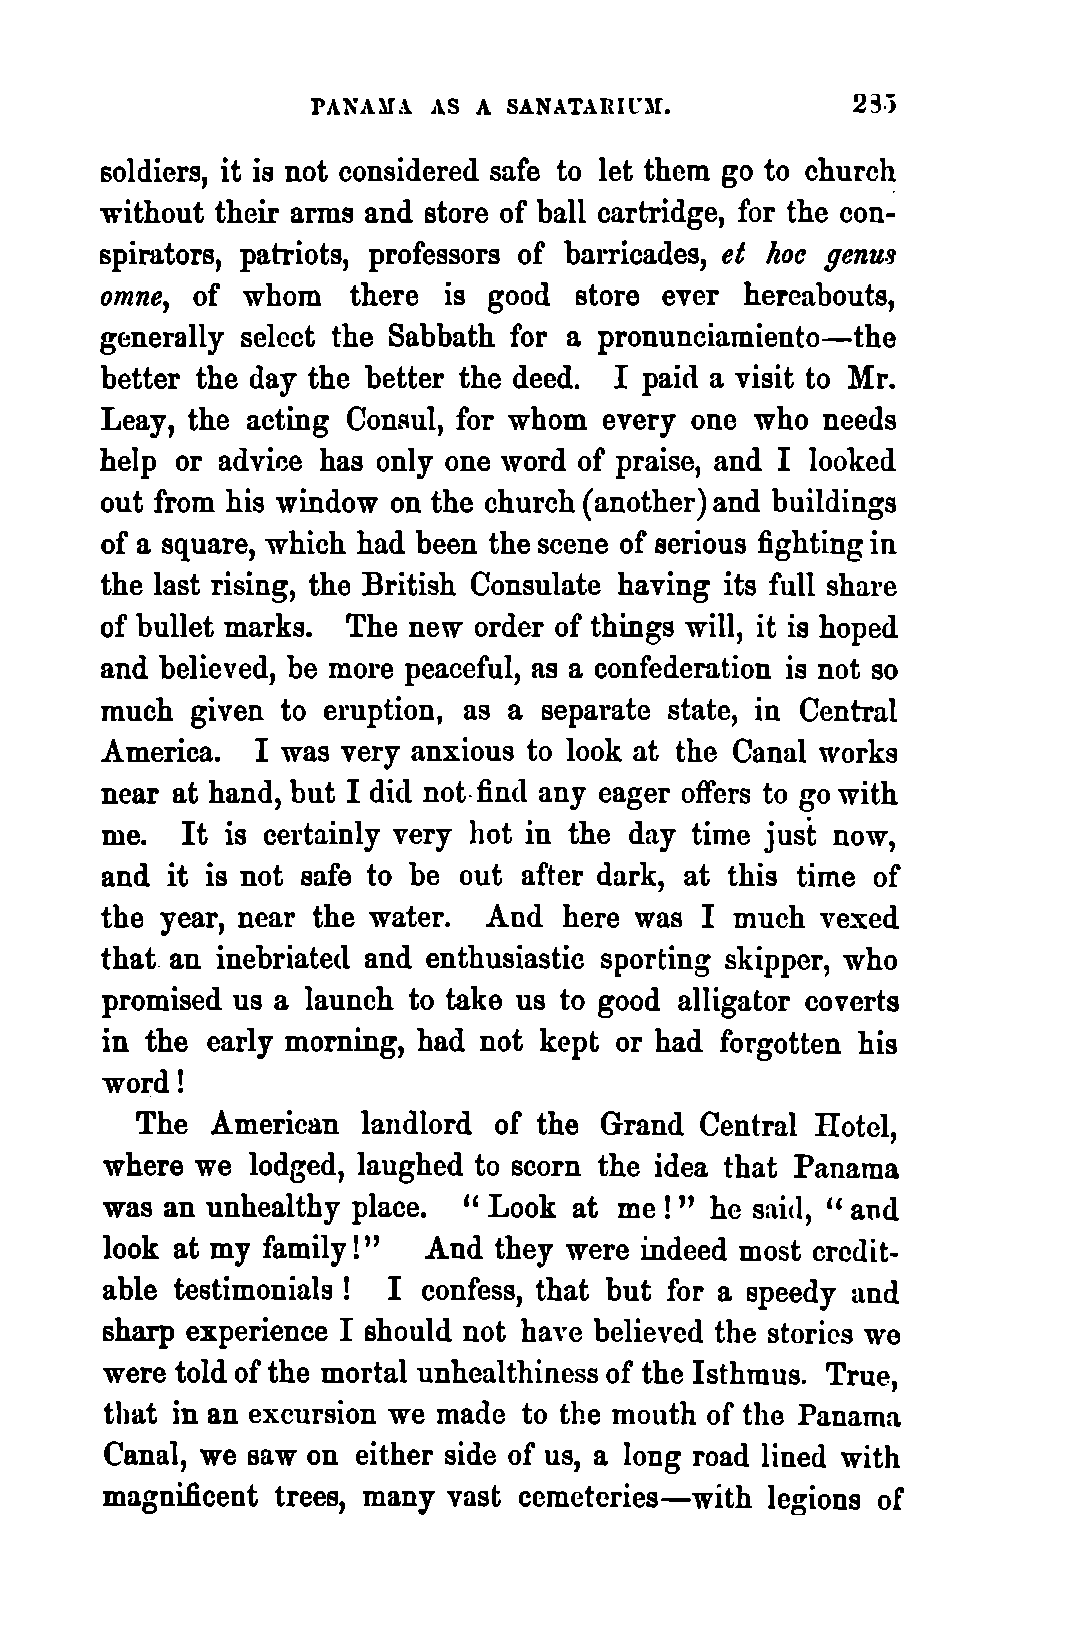 PANAMA AS A SANATARIUM. 235
soldiers, it is not considered safe to let them go to church
without their arms and store of ball cartridge, for the con-
spirators, patriots, professors of barricades, et hoc genus
omne, of whom there is good store ever hereabouts,
generally select the Sabbath for a pronunciamiento—the
better the day the better the deed. I paid a visit to Mr.
Leay, the acting Consul, for whom every one who needs
help or advice has only one word of praise, and I looked
out from his window on the church (another) and buildings
of a square, which had been the scene of serious fighting in
the last rising, the British Consulate having its full share
of bullet marks. The new order of things will, it is hoped
and believed, be more peaceful, as a confederation is not so
much given to eruption, as a separate state, in Central
America. I was very anxious to look at the Canal works
near at hand, but I did not find any eager offers to go with
me. It is certainly very hot in the day time just now,
and it is not safe to be out after dark, at this time of
the year, near the water. And here was I much vexed
that an inebriated and enthusiastic sporting skipper, who
promised us a launch to take us to good alligator coverts
in the early morning, had not kept or had forgotten his
word!
The American landlord of the Grand Central Hotel,
where we lodged, laughed to scorn the idea that Panama
was an unhealthy place. "Look at me!" he said, "and
look at my family!" And they were indeed most credit-
able testimonials! I confess, that but for a speedy and
sharp experience I should not have believed the stories we
were told of the mortal unhealthiness of the Isthmus. True,
that in an excursion we made to the mouth of the Panama
Canal, we saw on either side of us, a long road lined with
magnificent trees, many vast cemeteries—with legions of